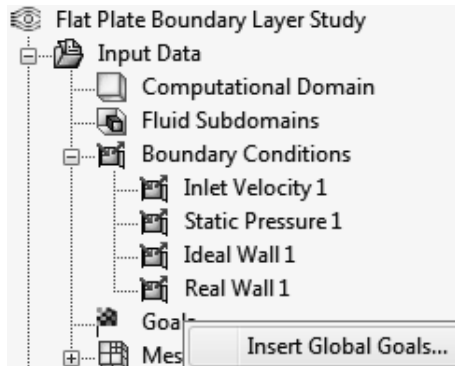 Flat Plate Boundary Layer Study
Input Data
Computational Domain
Fluid Subdomains
Boundary Conditions
Inlet Velocity 1
Static Pressure 1
Ideal Wall 1
Real Wall 1
Goals
Insert Global Goals...
Mes